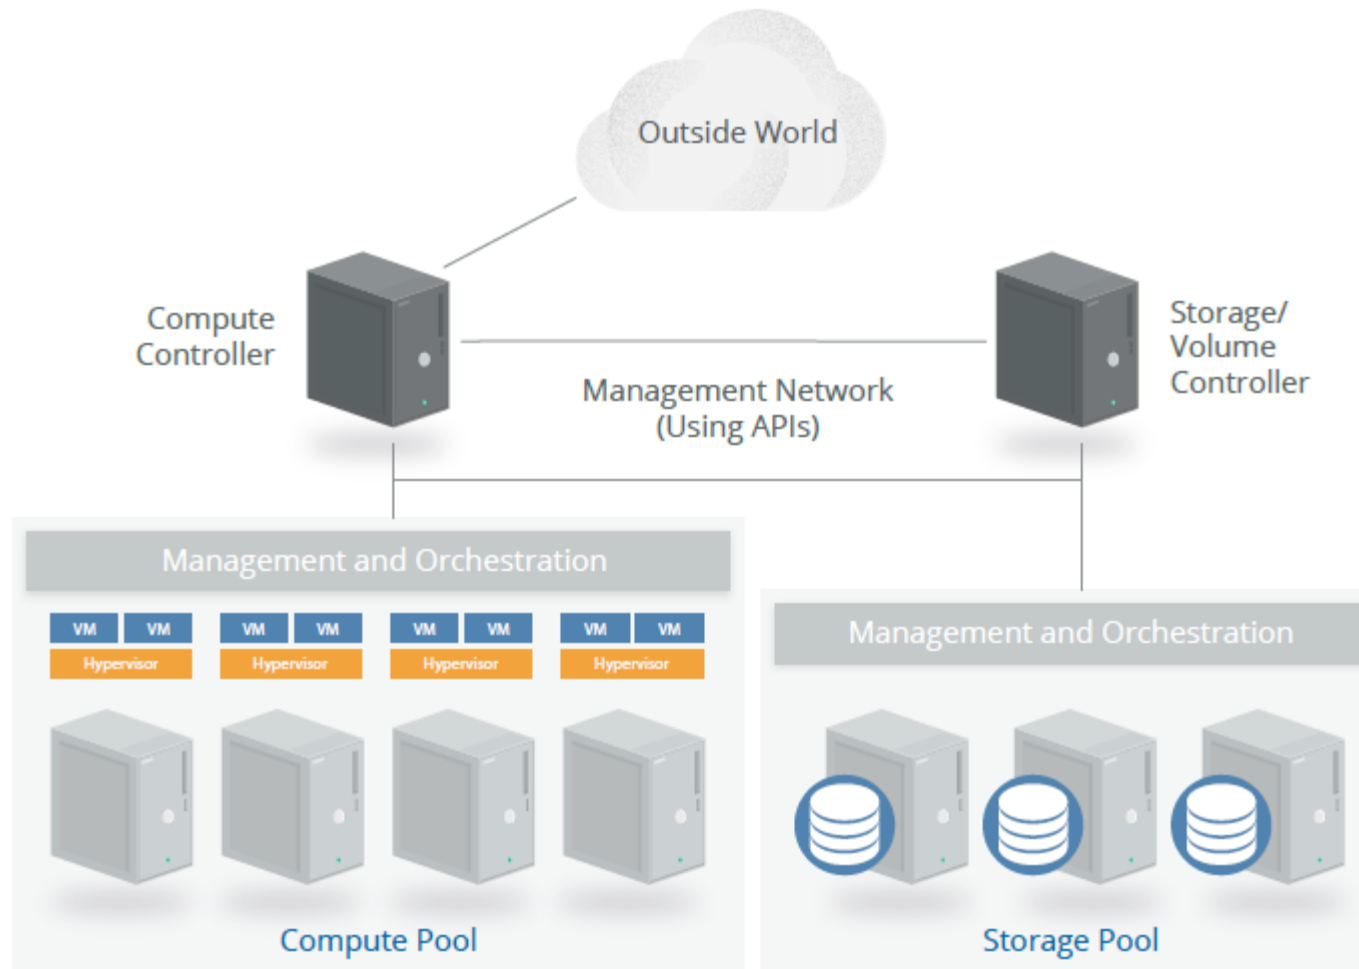 Outside World
Compute
Controller
Storage/
Volume
Controller
Management Network
(Using APIs)
Management and Orchestration
VM VM VM VM VM VM VM VM
Hypervisor Hypervisor Hypervisor Hypervisor
Compute Pool
Management and Orchestration
Storage Pool